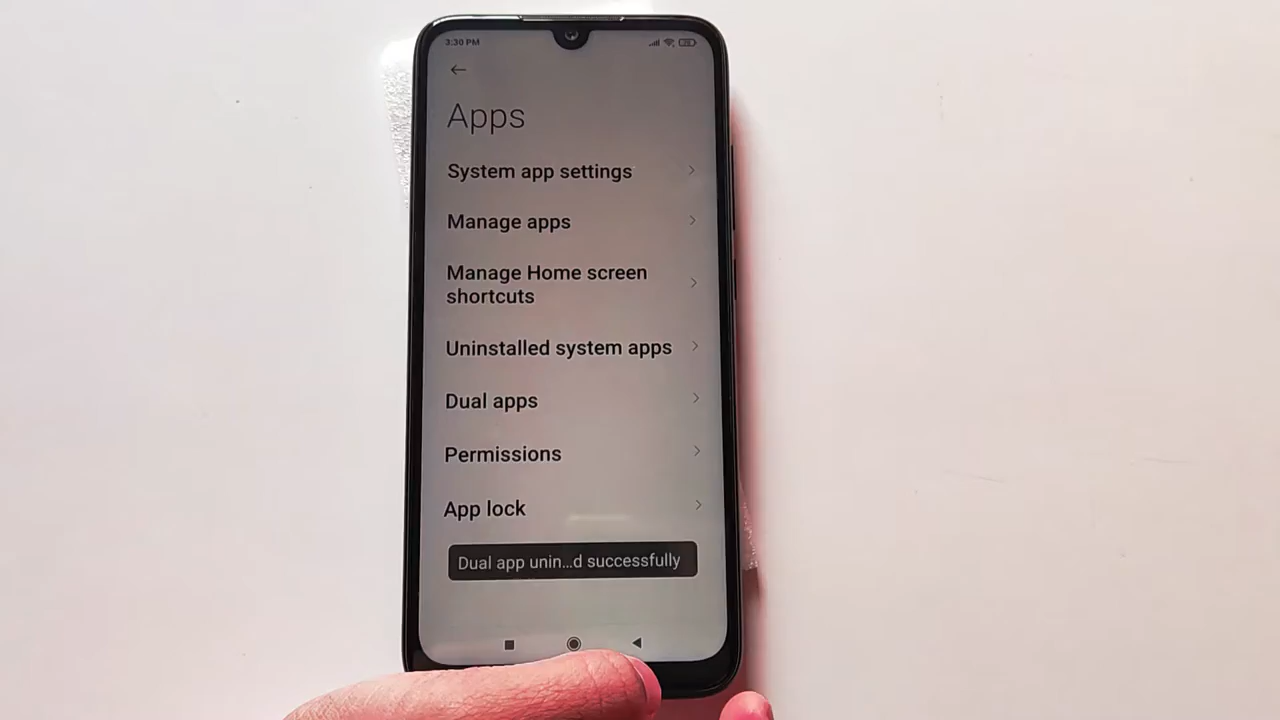 3:30 PM
Apps
System app settings
Manage apps
Manage Home screen
shortcuts
Uninstalled system apps
Dual apps
Permissions
App lock
Dual app unin...d successfully